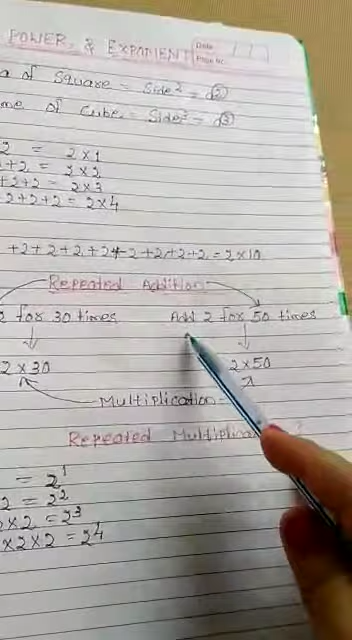 POWER & EXPONENT
Date
Page No.
a of Square = Side² = a²
me of Cube = Side³ = a³
2 = 2×1
+2 = 2×2
+2+2 = 2×3
2+2+2 = 2×4
+2+2+2+2+2+2+2+2 = 2×10
Repeated Addition
2 for 30 times Add 2 for 50 times
2×30 2×50
Multiplication
Repeated
= 2¹
2 = 2²
×2 = 2³
×2×2 = 2⁴